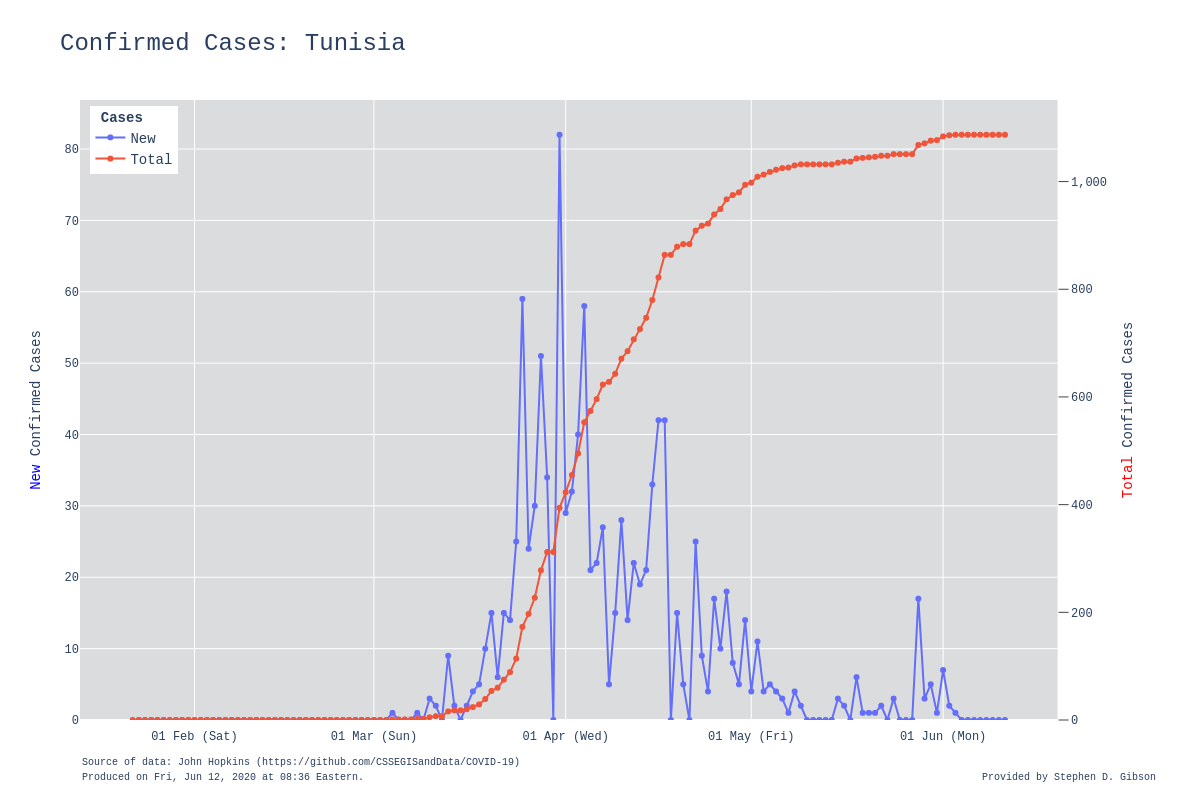 Confirmed Cases: Tunisia
Cases
New
Total
80
70
60
50
40
30
20
10
0
1,000
800
600
400
200
0
New Confirmed Cases
Total Confirmed Cases
01 Feb (Sat)
01 Mar (Sun)
01 Apr (Wed)
01 May (Fri)
01 Jun (Mon)
Source of data: John Hopkins (https://github.com/CSSEGISandData/COVID-19)
Produced on Fri, Jun 12, 2020 at 08:36 Eastern.
Provided by Stephen D. Gibson